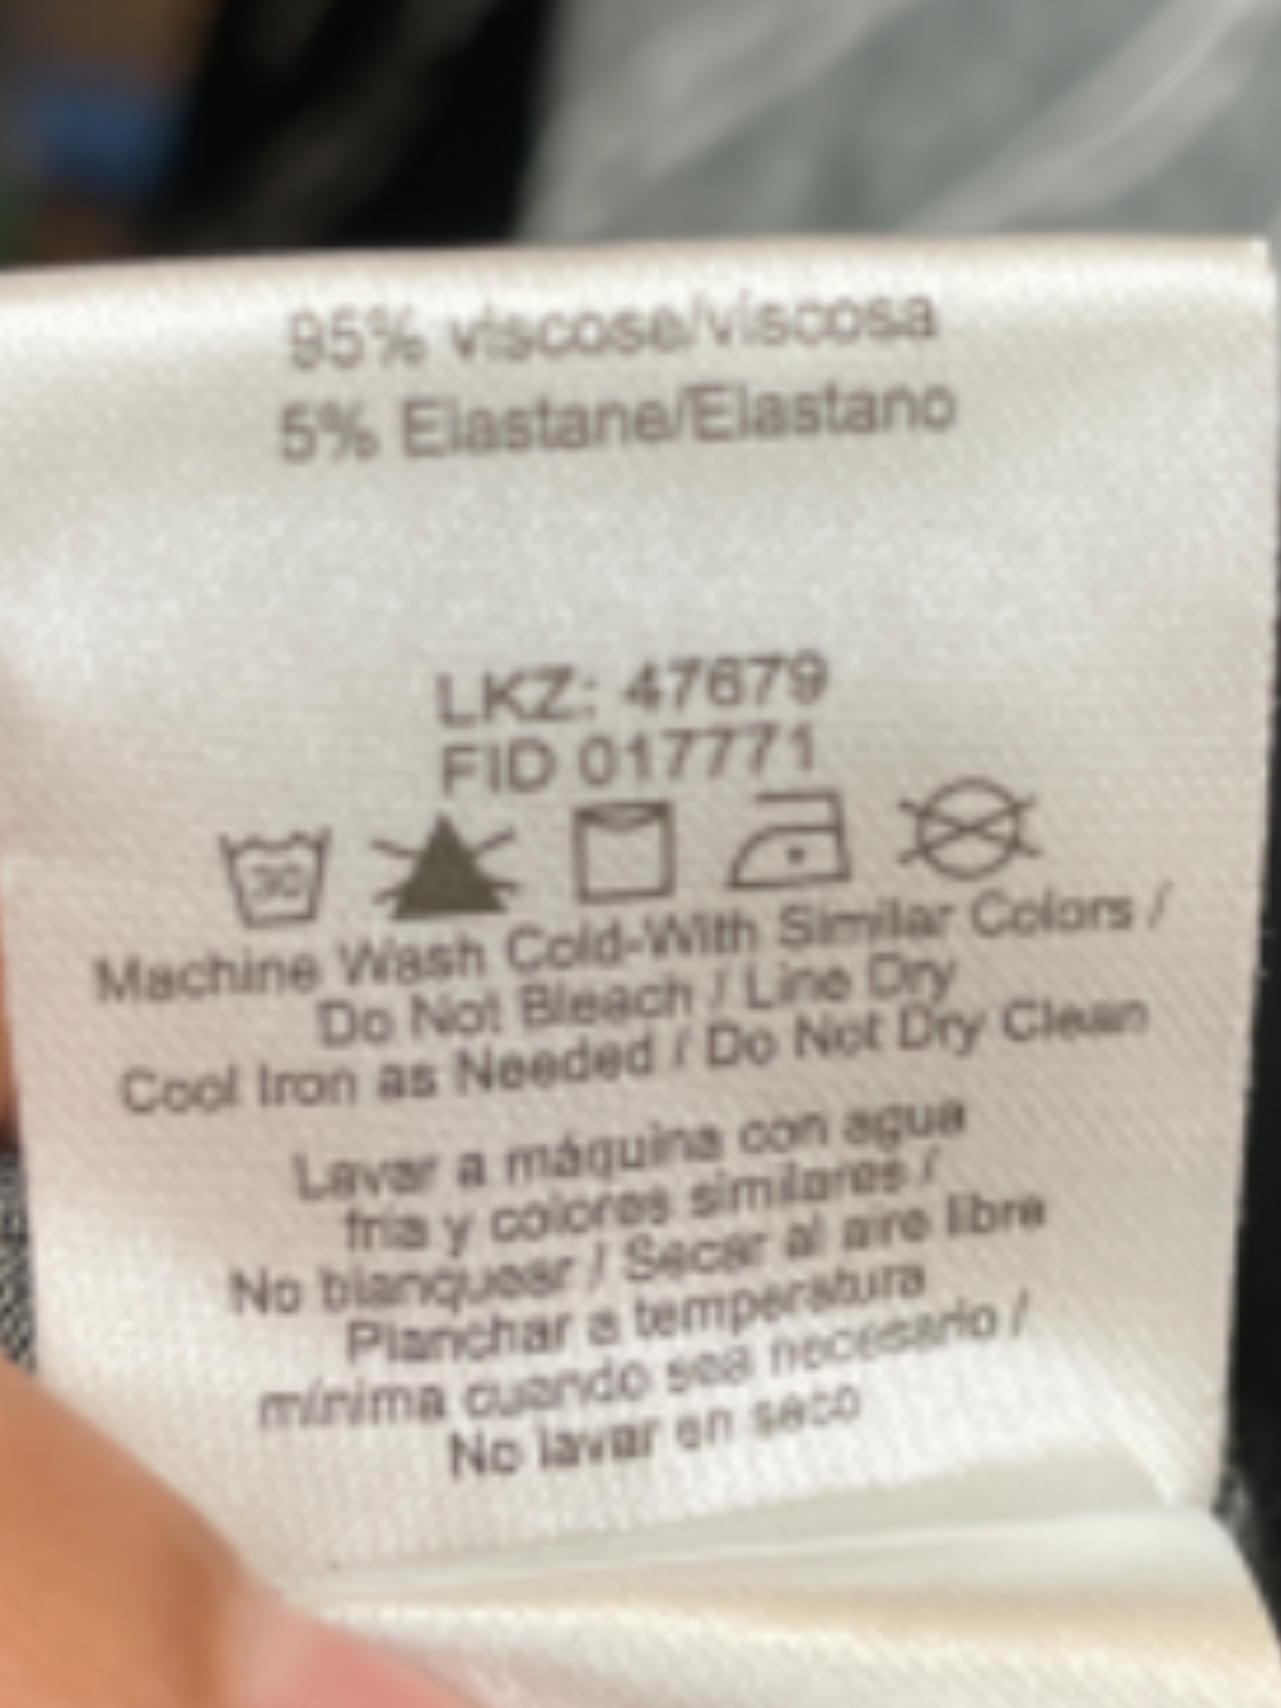 95% viscose/viscosa
5% Elastane/Elastano
LKZ: 47679
FID 017771
30
Machine Wash Cold-With Similar Colors /
Do Not Bleach / Line Dry
Cool Iron as Needed / Do Not Dry Clean
Lavar a máquina con agua
fria y colores similares /
No blanquear / Secar al aire libre
Planchar a temperatura
mínima cuando sea necesario /
No lavar en seco